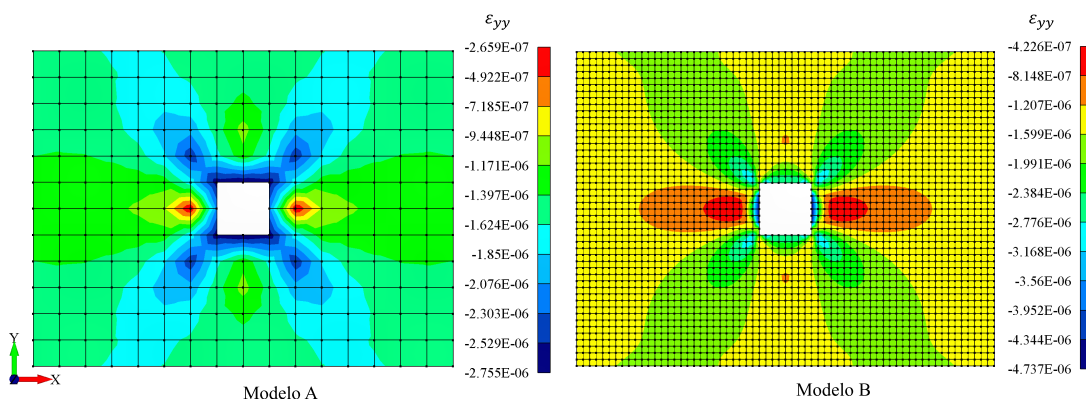 ε_yy
-2.659E-07
-4.922E-07
-7.185E-07
-9.448E-07
-1.171E-06
-1.397E-06
-1.624E-06
-1.85E-06
-2.076E-06
-2.303E-06
-2.529E-06
-2.755E-06
Y
X
Modelo A
ε_yy
-4.226E-07
-8.148E-07
-1.207E-06
-1.599E-06
-1.991E-06
-2.384E-06
-2.776E-06
-3.168E-06
-3.56E-06
-3.952E-06
-4.344E-06
-4.737E-06
Modelo B